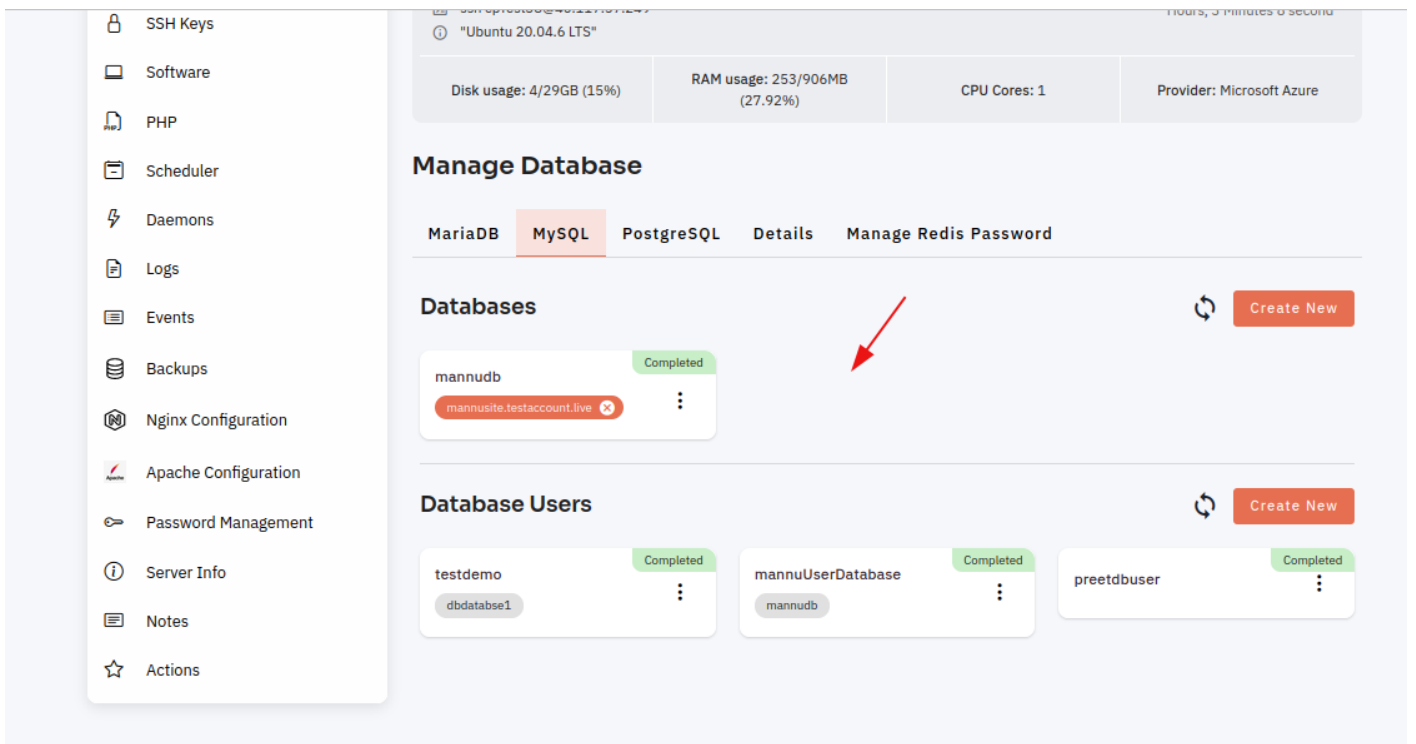 SSH Keys
"Ubuntu 20.04.6 LTS"
Software
Disk usage: 4/29GB (15%)
RAM usage: 253/906MB
(27.92%)
CPU Cores: 1
Provider: Microsoft Azure
PHP
PHP
Scheduler
Daemons
Logs
Events
Backups
Nginx Configuration
Apache
Apache Configuration
Password Management
Server Info
Notes
Actions
Manage Database
MariaDB
MySQL
PostgreSQL
Details
Manage Redis Password
Databases
Create New
Completed
mannudb
mannusite.testaccount.live
Database Users
Create New
Completed
testdemo
dbdatabse1
Completed
mannuUserDatabase
mannudb
Completed
preetdbuser